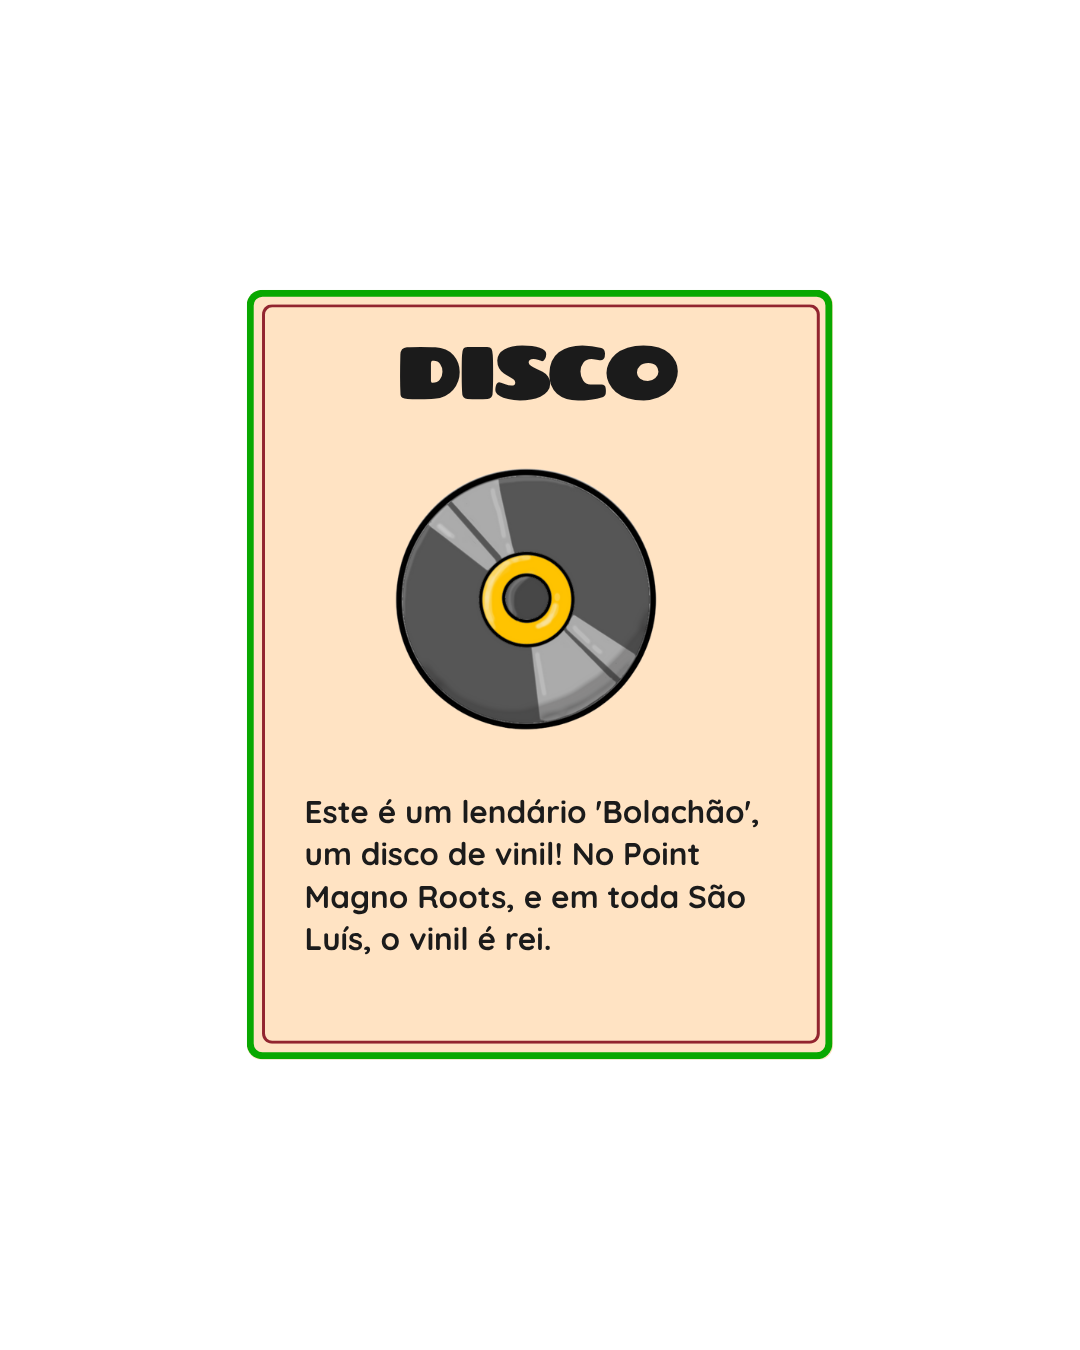 DISCO
Este é um lendário 'Bolachão',
um disco de vinil! No Point
Magno Roots, e em toda São
Luís, o vinil é rei.